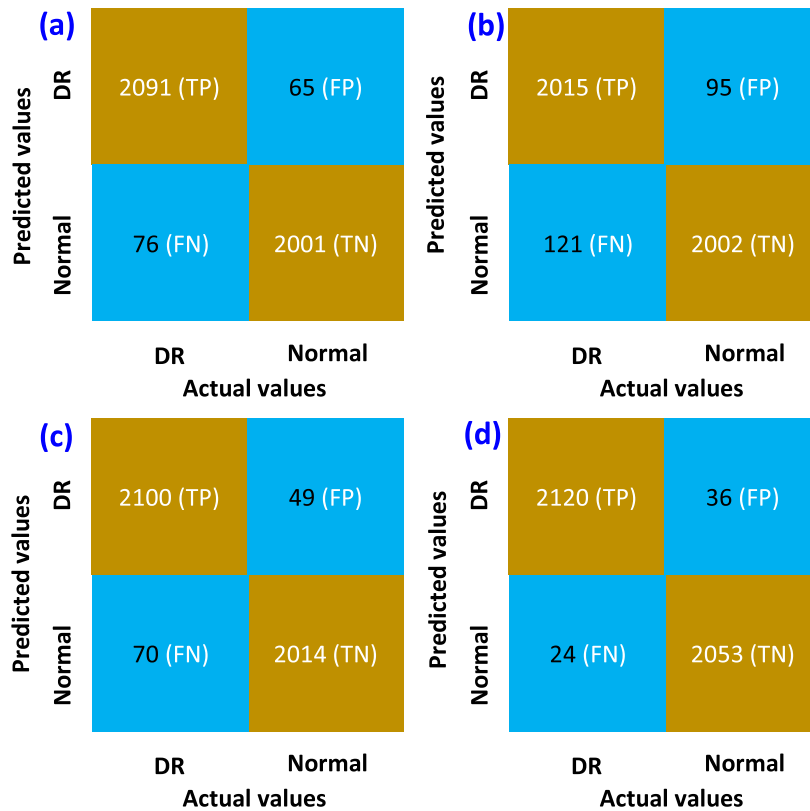 (a)
Predicted values
DR
Normal
2091 (TP)
65 (FP)
76 (FN)
2001 (TN)
DR
Normal
Actual values
(b)
Predicted values
DR
Normal
2015 (TP)
95 (FP)
121 (FN)
2002 (TN)
DR
Normal
Actual values
(c)
Predicted values
DR
Normal
2100 (TP)
49 (FP)
70 (FN)
2014 (TN)
DR
Normal
Actual values
(d)
Predicted values
DR
Normal
2120 (TP)
36 (FP)
24 (FN)
2053 (TN)
DR
Normal
Actual values